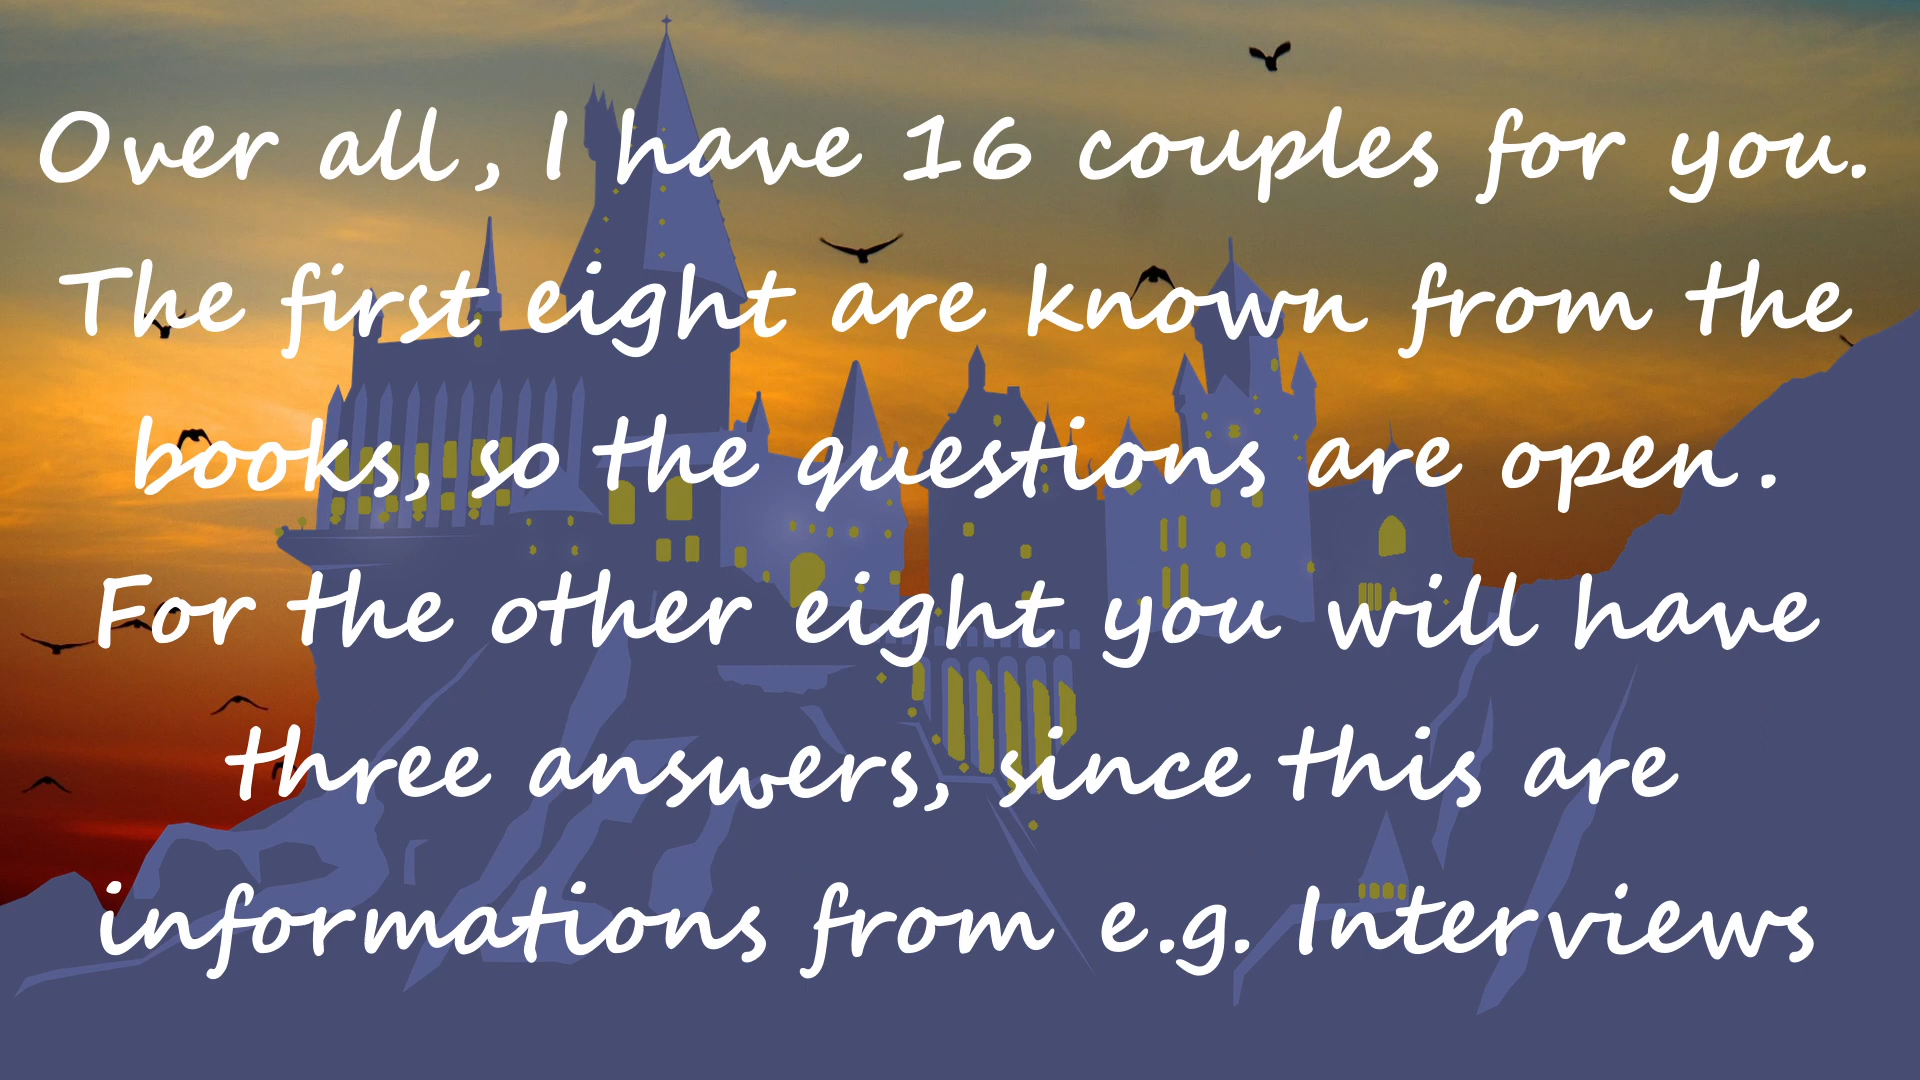 Over all, I have 16 couples for you.
The first eight are known from the
books, so the questions are open.
For the other eight you will have
three answers, since this are
informations from e.g. Interviews